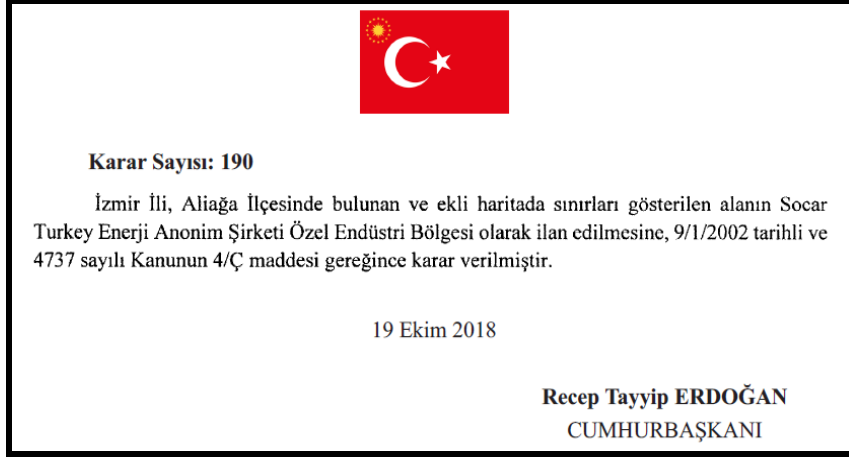 Karar Sayısı: 190
İzmir İli, Aliağa İlçesinde bulunan ve ekli haritada sınırları gösterilen alanın Socar
Turkey Enerji Anonim Şirketi Özel Endüstri Bölgesi olarak ilan edilmesine, 9/1/2002 tarihli ve
4737 sayılı Kanunun 4/Ç maddesi gereğince karar verilmiştir.
19 Ekim 2018
Recep Tayyip ERDOĞAN
CUMHURBAŞKANI